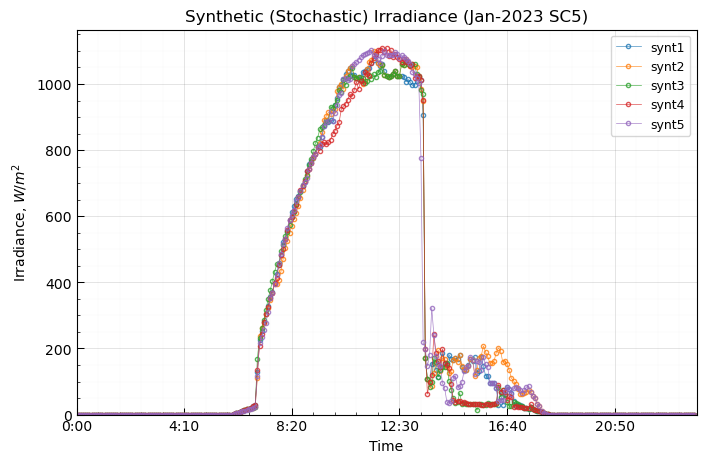 Synthetic (Stochastic) Irradiance (Jan-2023 SC5)
synt1
synt2
synt3
synt4
synt5
Irradiance, W/m²
1000
800
600
400
200
0
0:00 4:10 8:20 12:30 16:40 20:50
Time